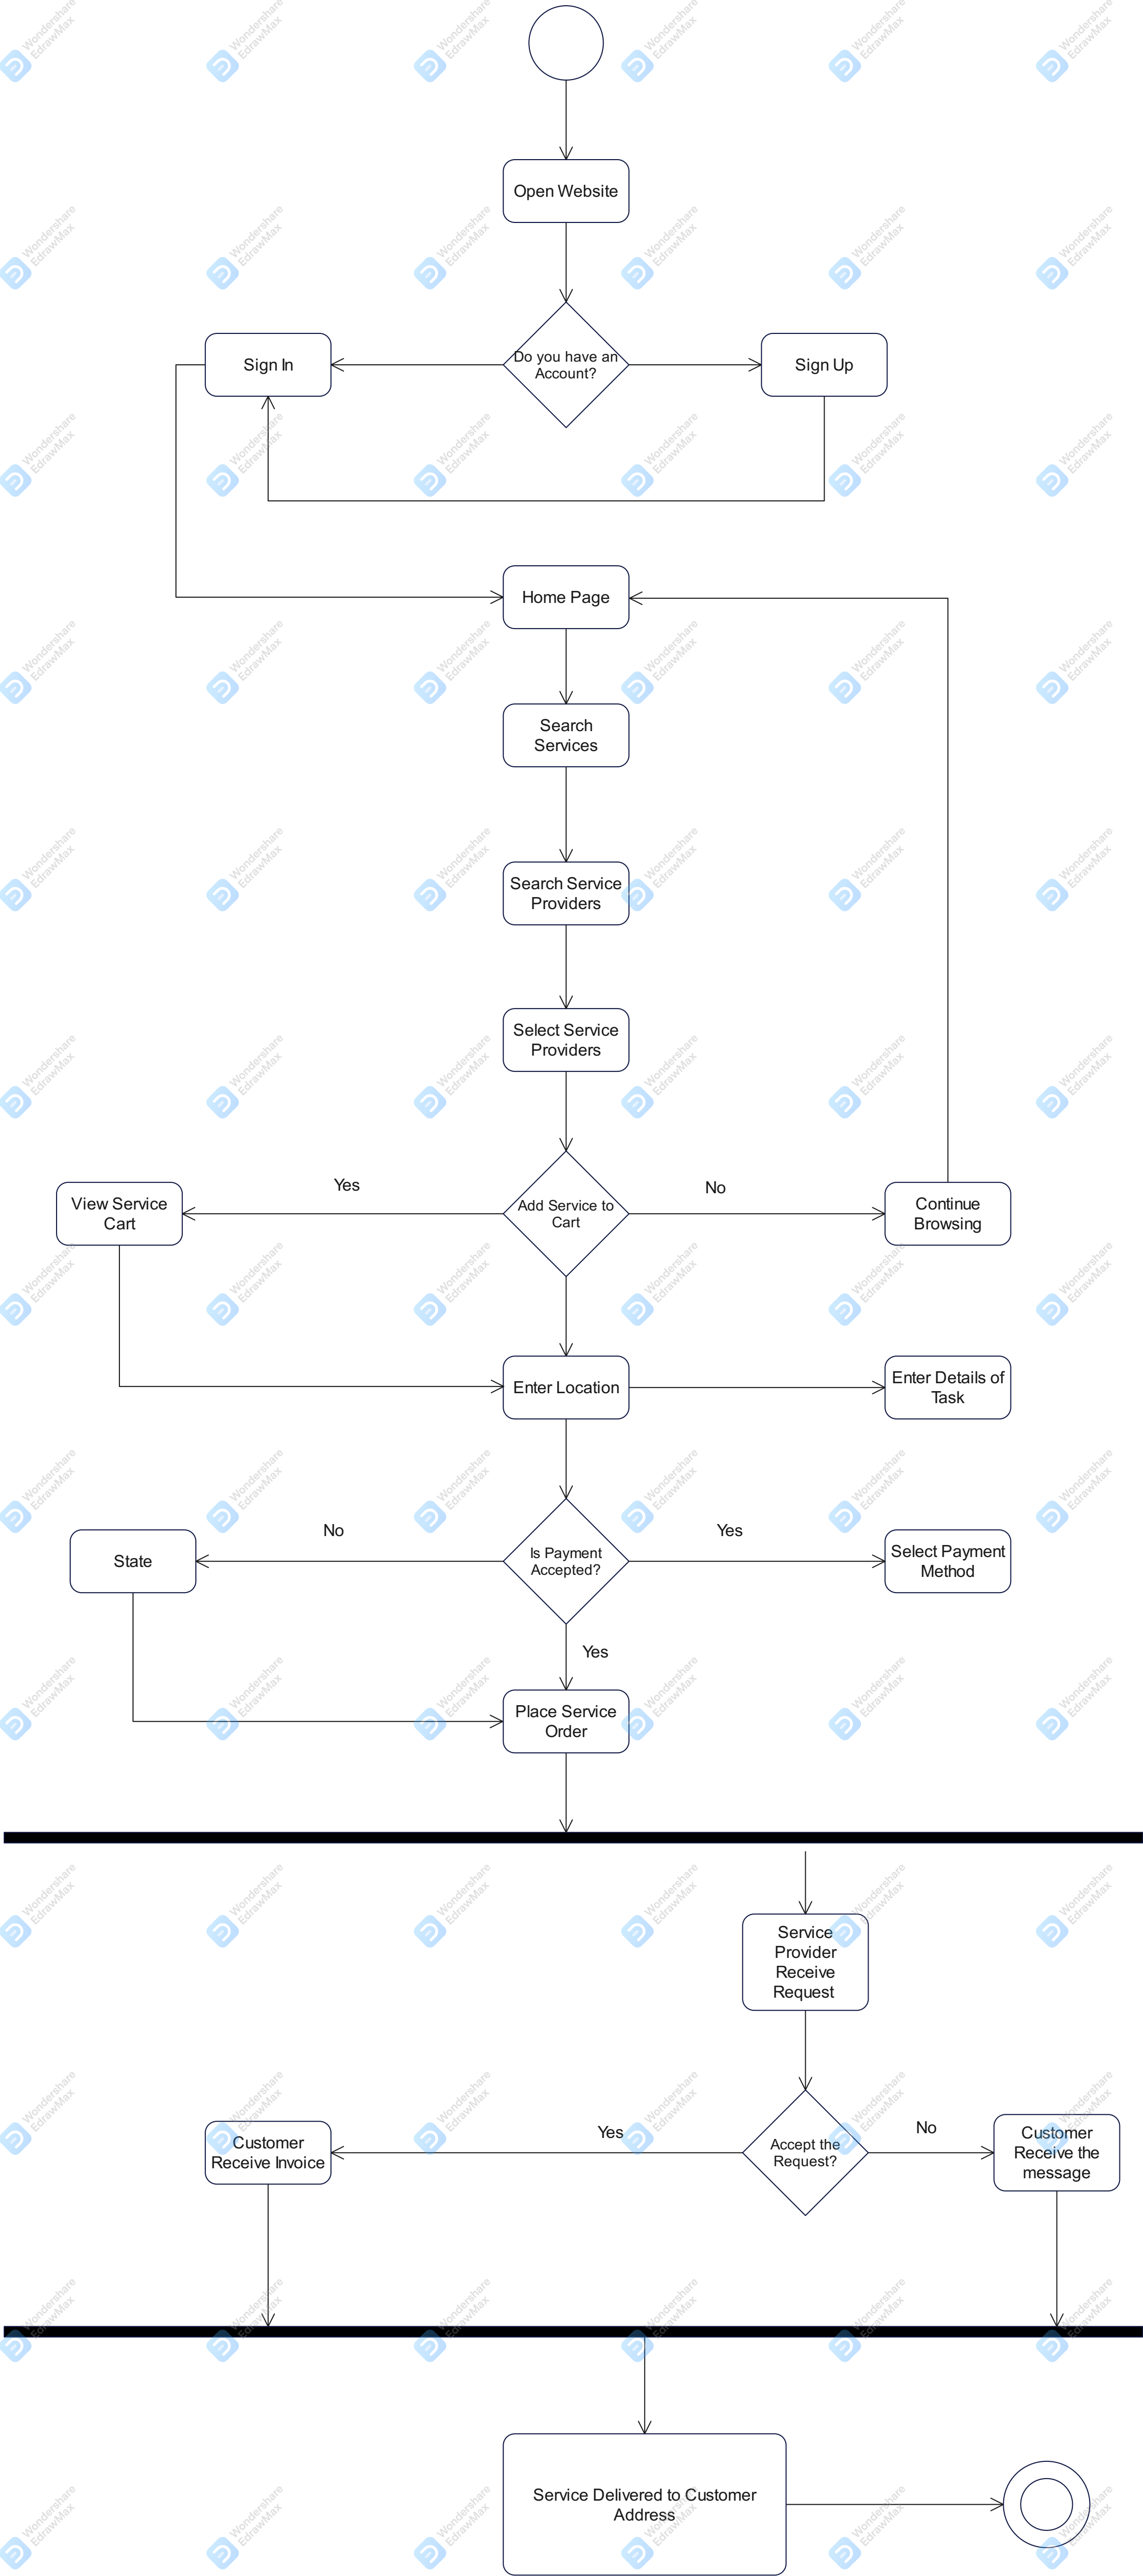 Open Website
Do you have an
Account?
Sign In
Sign Up
Home Page
Search
Services
Search Service
Providers
Select Service
Providers
Yes
No
View Service
Cart
Add Service to
Cart
Continue
Browsing
Enter Location
Enter Details of
Task
No
Yes
State
Is Payment
Accepted?
Select Payment
Method
Yes
Place Service
Order
Service
Provider
Receive
Request
Yes
No
Customer
Receive Invoice
Accept the
Request?
Customer
Receive the
message
Service Delivered to Customer
Address
Wondershare
EdrawMax